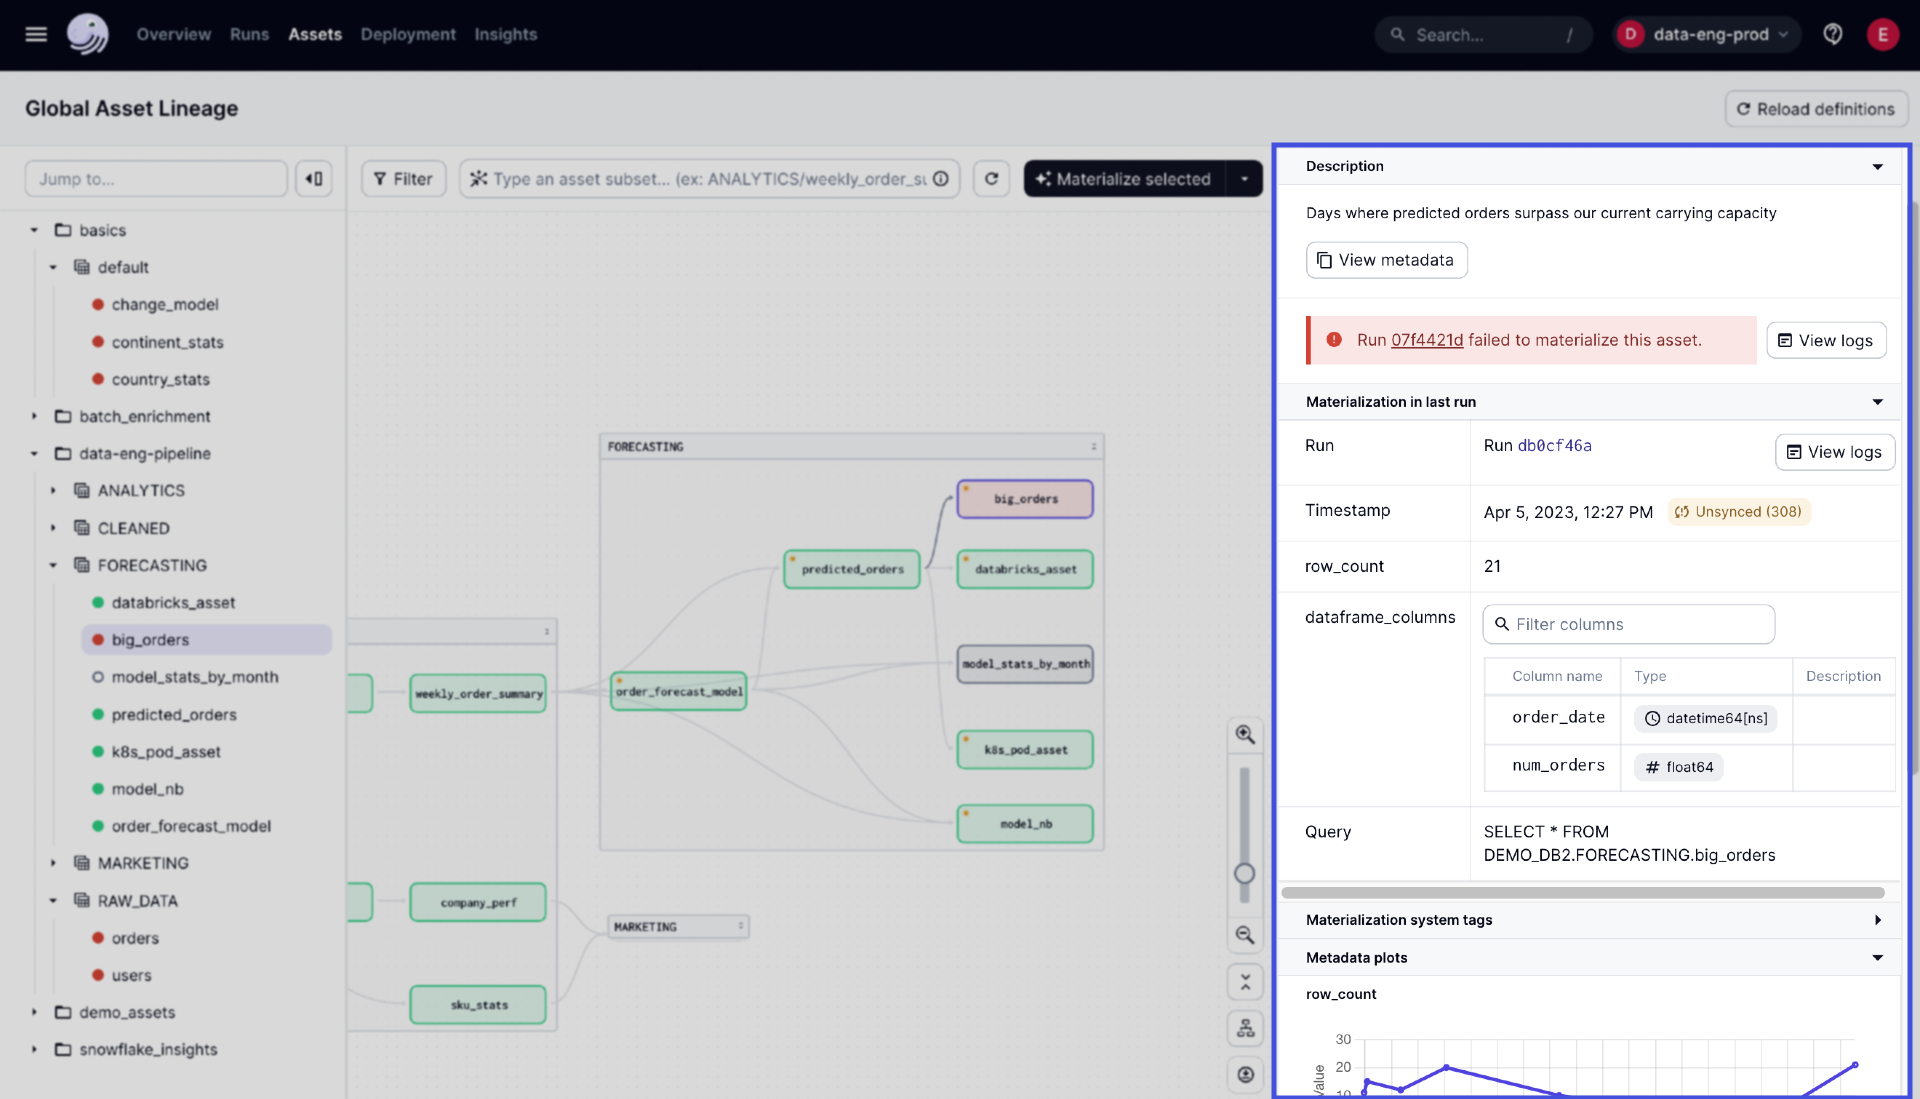 Overview Runs Assets Deployment Insights
Search... /
D data-eng-prod
E
Global Asset Lineage
Reload definitions
Jump to...
Filter
Type an asset subset... (ex: ANALYTICS/weekly_order_su
Materialize selected
basics
default
change_model
continent_stats
country_stats
batch_enrichment
data-eng-pipeline
ANALYTICS
CLEANED
FORECASTING
databricks_asset
big_orders
model_stats_by_month
predicted_orders
k8s_pod_asset
model_nb
order_forecast_model
MARKETING
RAW_DATA
orders
users
demo_assets
snowflake_insights
FORECASTING
big_orders
predicted_orders
databricks_asset
model_stats_by_month
weekly_order_summary
order_forecast_model
k8s_pod_asset
model_nb
company_perf
MARKETING
sku_stats
Description
Days where predicted orders surpass our current carrying capacity
View metadata
Run 07f4421d failed to materialize this asset.
View logs
Materialization in last run
Run
Run db0cf46a
View logs
Timestamp
Apr 5, 2023, 12:27 PM
Unsynced (308)
row_count
21
dataframe_columns
Filter columns
Column name Type Description
order_date datetime64[ns]
num_orders # float64
Query
SELECT * FROM
DEMO_DB2.FORECASTING.big_orders
Materialization system tags
Metadata plots
row_count
30
20
10
Value